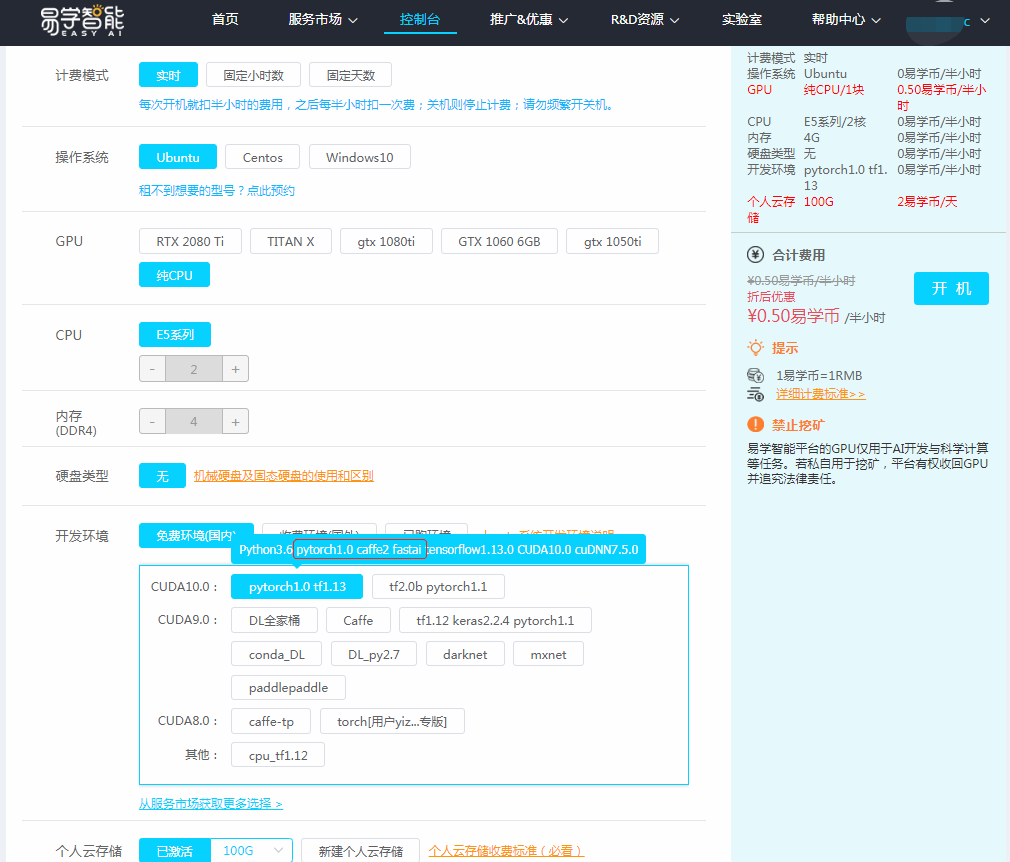 易学智能
EASY AI
首页 服务市场 控制台 推广&优惠 R&D资源 实验室 帮助中心 c
计费模式 实时 固定小时数 固定天数
每次开机就扣半小时的费用，之后每半小时扣一次费；关机则停止计费；请勿频繁开关机。
操作系统 Ubuntu Centos Windows10
租不到想要的型号？点此预约
GPU RTX 2080 Ti TITAN X gtx 1080ti GTX 1060 6GB gtx 1050ti
纯CPU
CPU E5系列
- 2 +
内存
(DDR4)
- 4 +
硬盘类型 无 机械硬盘及固态硬盘的使用和区别
开发环境 免费环境(国内)
Python3.6 pytorch1.0 caffe2 fastai tensorflow1.13.0 CUDA10.0 cuDNN7.5.0
CUDA10.0： pytorch1.0 tf1.13 tf2.0b pytorch1.1
CUDA9.0： DL全家桶 Caffe tf1.12 keras2.2.4 pytorch1.1
conda_DL DL_py2.7 darknet mxnet
paddlepaddle
CUDA8.0： caffe-tp torch[用户yiz...专版]
其他： cpu_tf1.12
从服务市场获取更多选择 >
个人云存储 已激活 100G 新建个人云存储 个人云存储收费标准（必看）
计费模式 实时
操作系统 Ubuntu 0易学币/半小时
GPU 纯CPU/1块 0.50易学币/半小
时
CPU E5系列/2核 0易学币/半小时
内存 4G 0易学币/半小时
硬盘类型 无 0易学币/半小时
开发环境 pytorch1.0 tf1. 0易学币/半小时
13
个人云存 100G 2易学币/天
储
合计费用
¥0.50易学币/半小时
折后优惠
¥0.50易学币 /半小时
开 机
提示
1易学币=1RMB
详细计费标准>>
禁止挖矿
易学智能平台的GPU仅用于AI开发与科学计算
等任务。若私自用于挖矿，平台有权收回GPU
并追究法律责任。